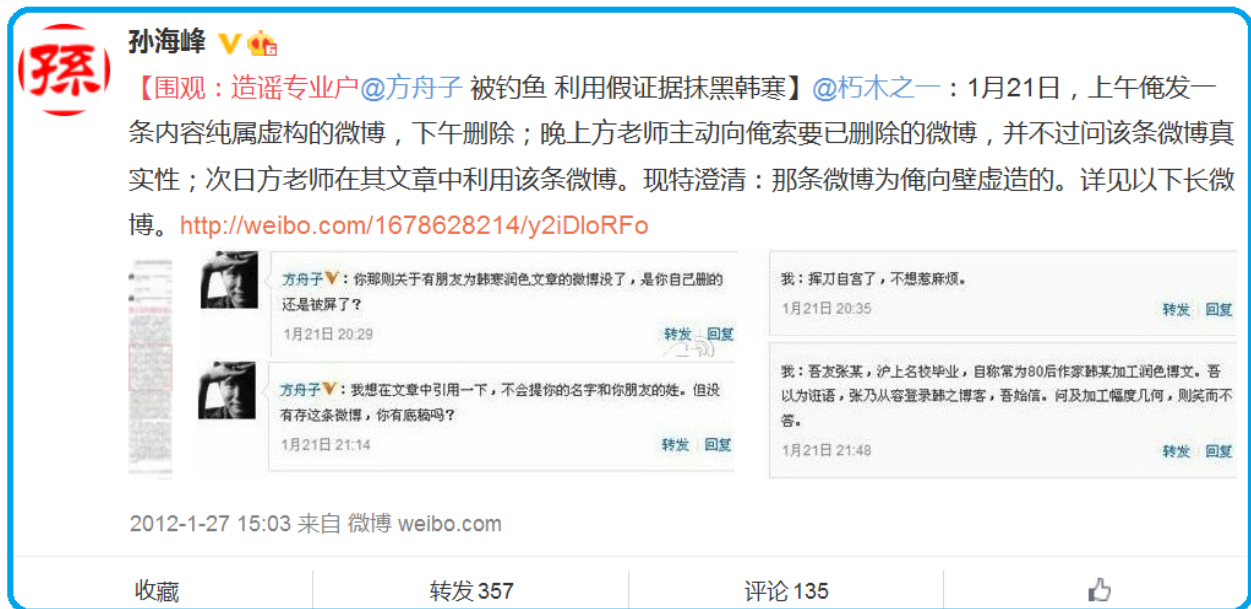 孫
孙海峰
【围观：造谣专业户@方舟子 被钓鱼 利用假证据抹黑韩寒】@朽木之一：1月21日，上午俺发一
条内容纯属虚构的微博，下午删除；晚上方老师主动向俺索要已删除的微博，并不过问该条微博真
实性；次日方老师在其文章中利用该条微博。现特澄清：那条微博为俺向壁虚造的。详见以下长微
博。http://weibo.com/1678628214/y2iDloRFo
方舟子：你那则关于有朋友为韩寒润色文章的微博没了，是你自己删的
还是被屏了？
1月21日 20:29 转发 回复
方舟子：我想在文章中引用一下，不会提你的名字和你朋友的姓。但没
有存这条微博，你有底稿吗？
1月21日 21:14 转发 回复
我：挥刀自宫了，不想惹麻烦。
1月21日 20:35 转发 回复
我：吾友张某，沪上名校毕业，自称常为80后作家韩某加工润色博文。吾
以为诳语，张乃从容登录韩之博客，吾始信。问及加工幅度几何，则笑而不
答。
1月21日 21:48 转发 回复
2012-1-27 15:03 来自 微博 weibo.com
收藏 转发 357 评论 135